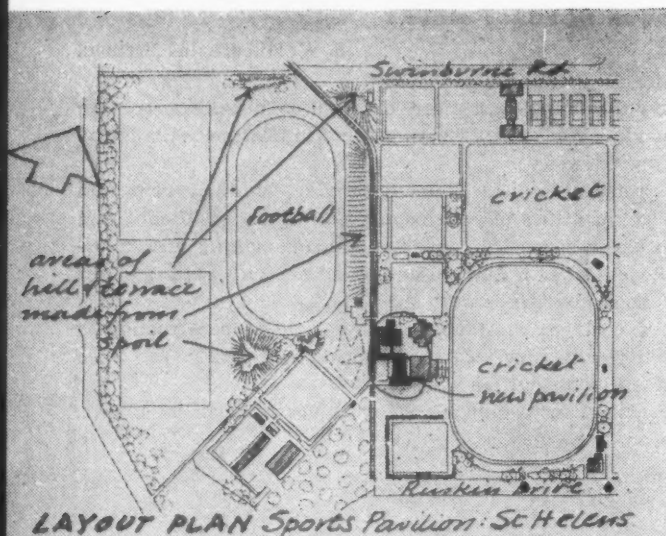 Swinburne Rd.
cricket
football
areas of
hill & terrace
made from
spoil
cricket
new pavilion
Ruskin Drive
LAYOUT PLAN Sports Pavilion: St Helens